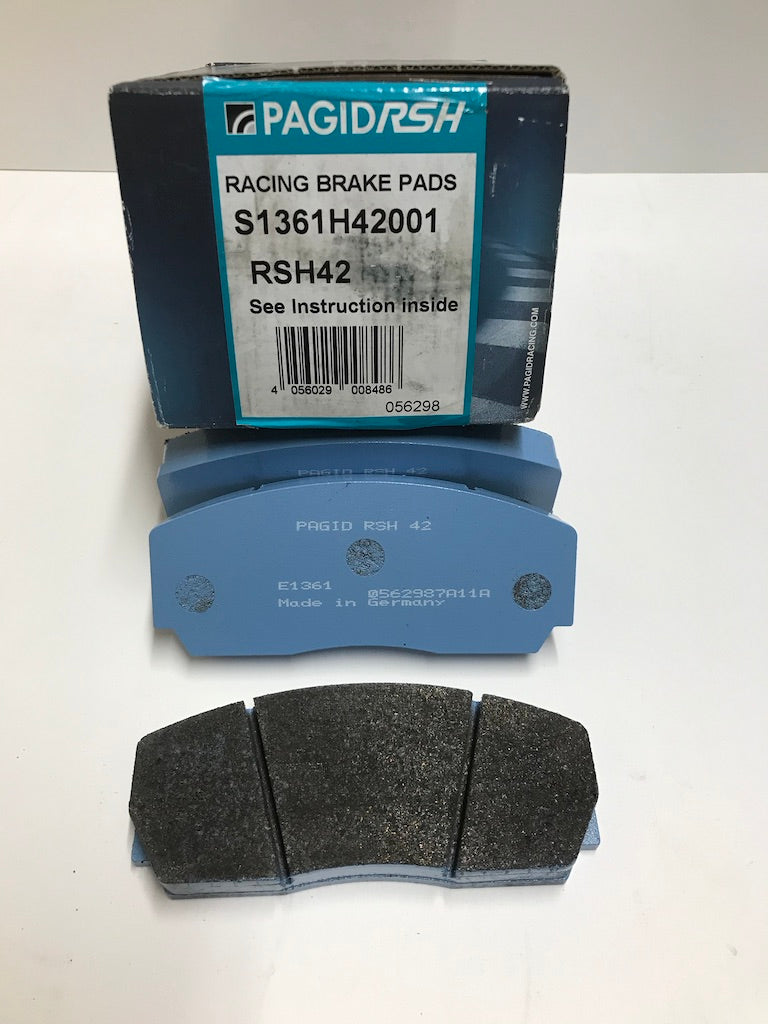 PAGIDRSH
RACING BRAKE PADS
S1361H42001
RSH42
See Instruction inside
4 056029 008486
056298
WWW.PAGIDRACING.COM
PAGID RSH 42
PAGID RSH 42
E1361
0562987A11A
Made in Germany